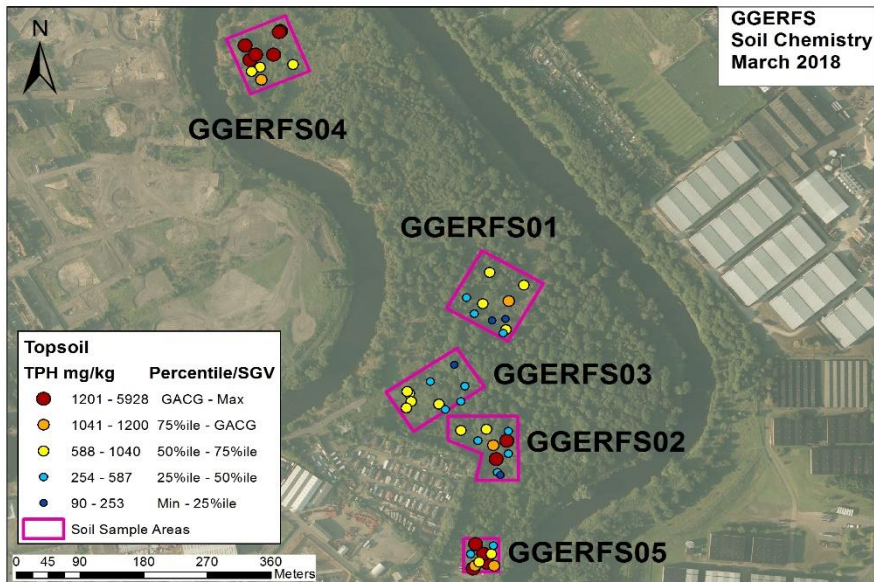 GGERFS
Soil Chemistry
March 2018
N
GGERFS04
GGERFS01
GGERFS03
GGERFS02
GGERFS05
Topsoil
TPH mg/kg Percentile/SGV
1201 - 5928 GACG - Max
1041 - 1200 75%ile - GACG
588 - 1040 50%ile - 75%ile
254 - 587 25%ile - 50%ile
90 - 253 Min - 25%ile
Soil Sample Areas
0 45 90 180 270 360
Meters